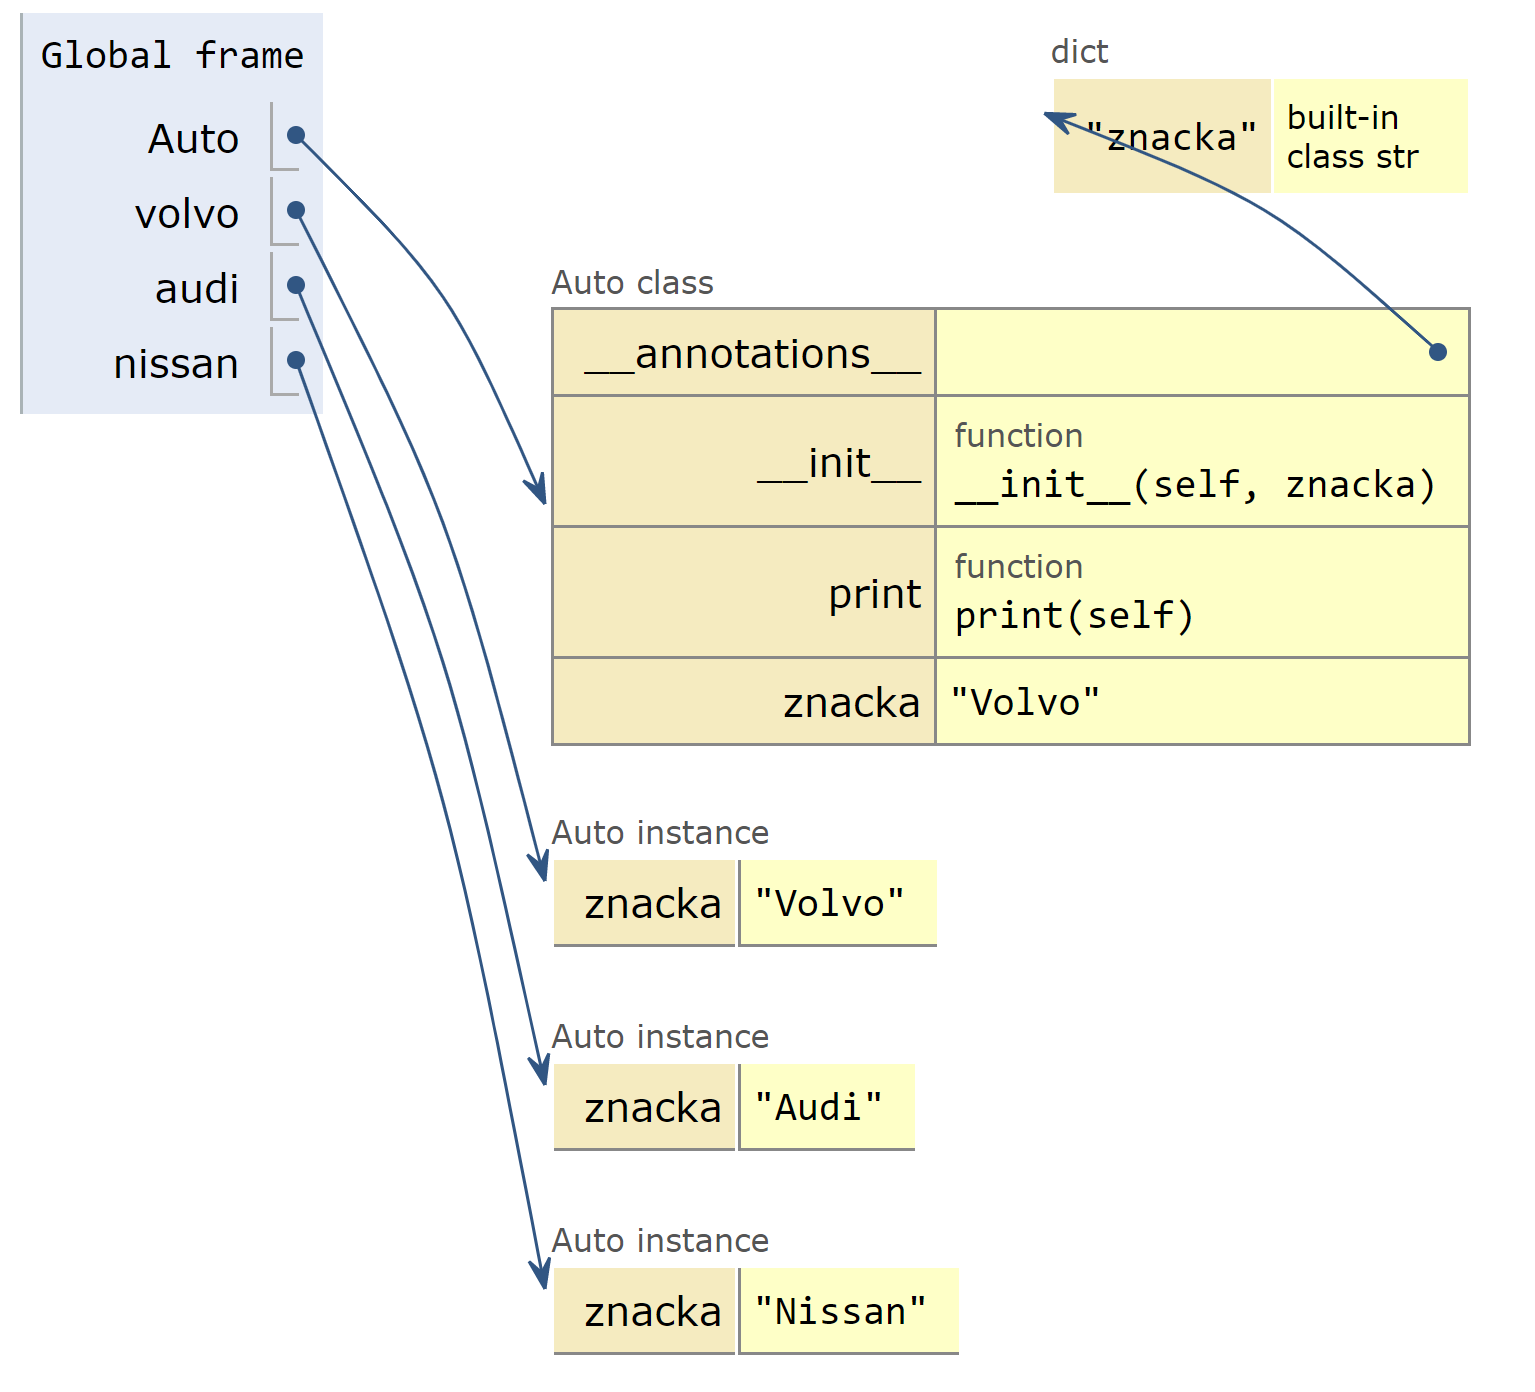 Global frame
Auto
volvo
audi
nissan
dict
"znacka" built-in
class str
Auto class
__annotations__
__init__ function
__init__(self, znacka)
print function
print(self)
znacka "Volvo"
Auto instance
znacka "Volvo"
Auto instance
znacka "Audi"
Auto instance
znacka "Nissan"